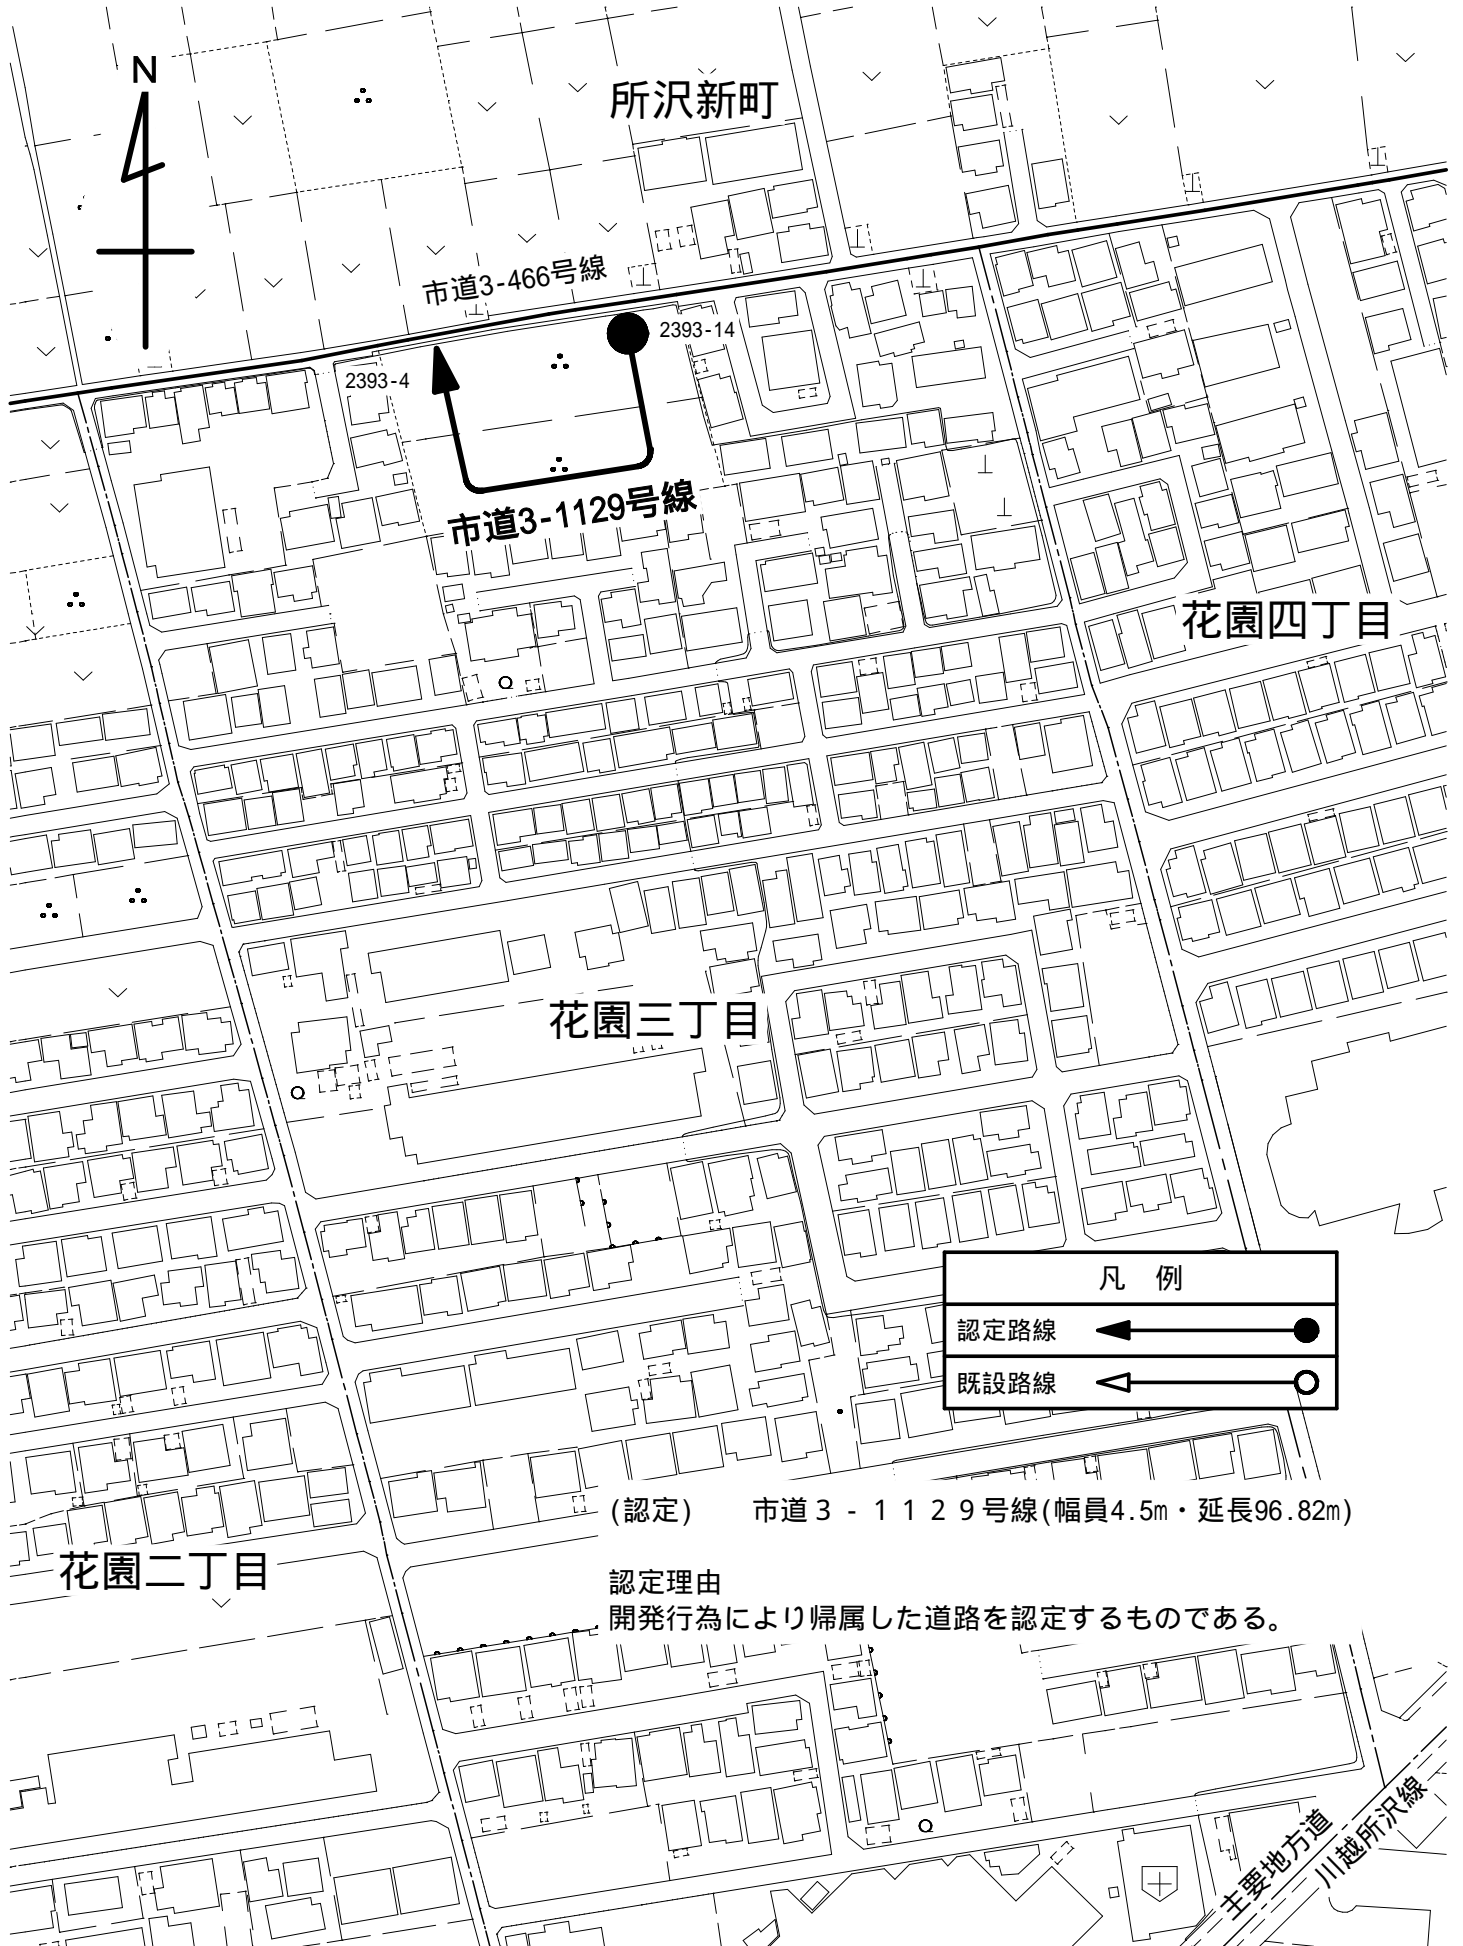 N
所沢新町
市道3-466号線
2393-14
2393-4
市道3-1129号線
花園四丁目
花園三丁目
凡 例
認定路線
既設路線
(認定) 市道３-１１２９号線(幅員4.5m・延長96.82m)
花園二丁目
認定理由
開発行為により帰属した道路を認定するものである。
主要地方道
川越所沢線